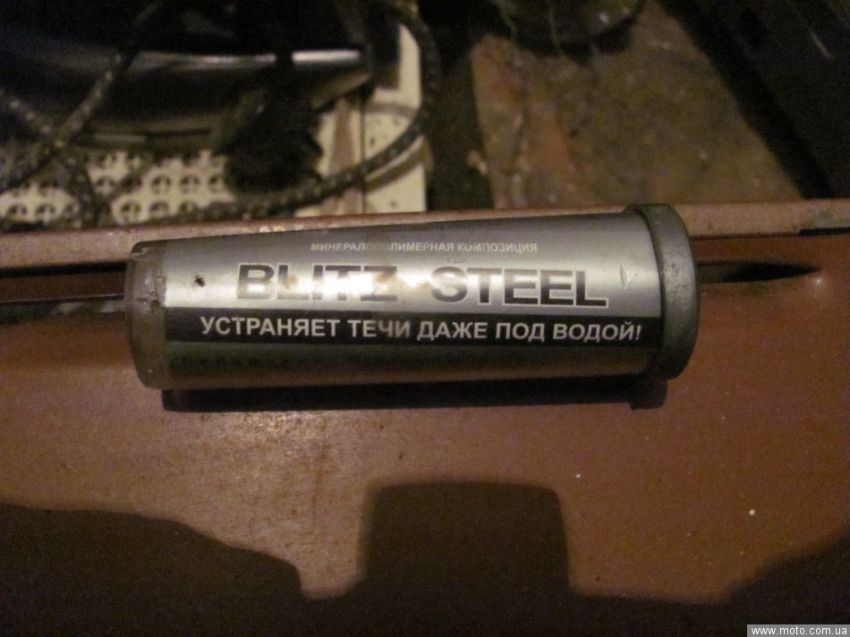 МИНЕРАЛОПОЛИМЕРНАЯ КОМПОЗИЦИЯ
BLITZ STEEL
УСТРАНЯЕТ ТЕЧИ ДАЖЕ ПОД ВОДОЙ!
www.moto.com.ua